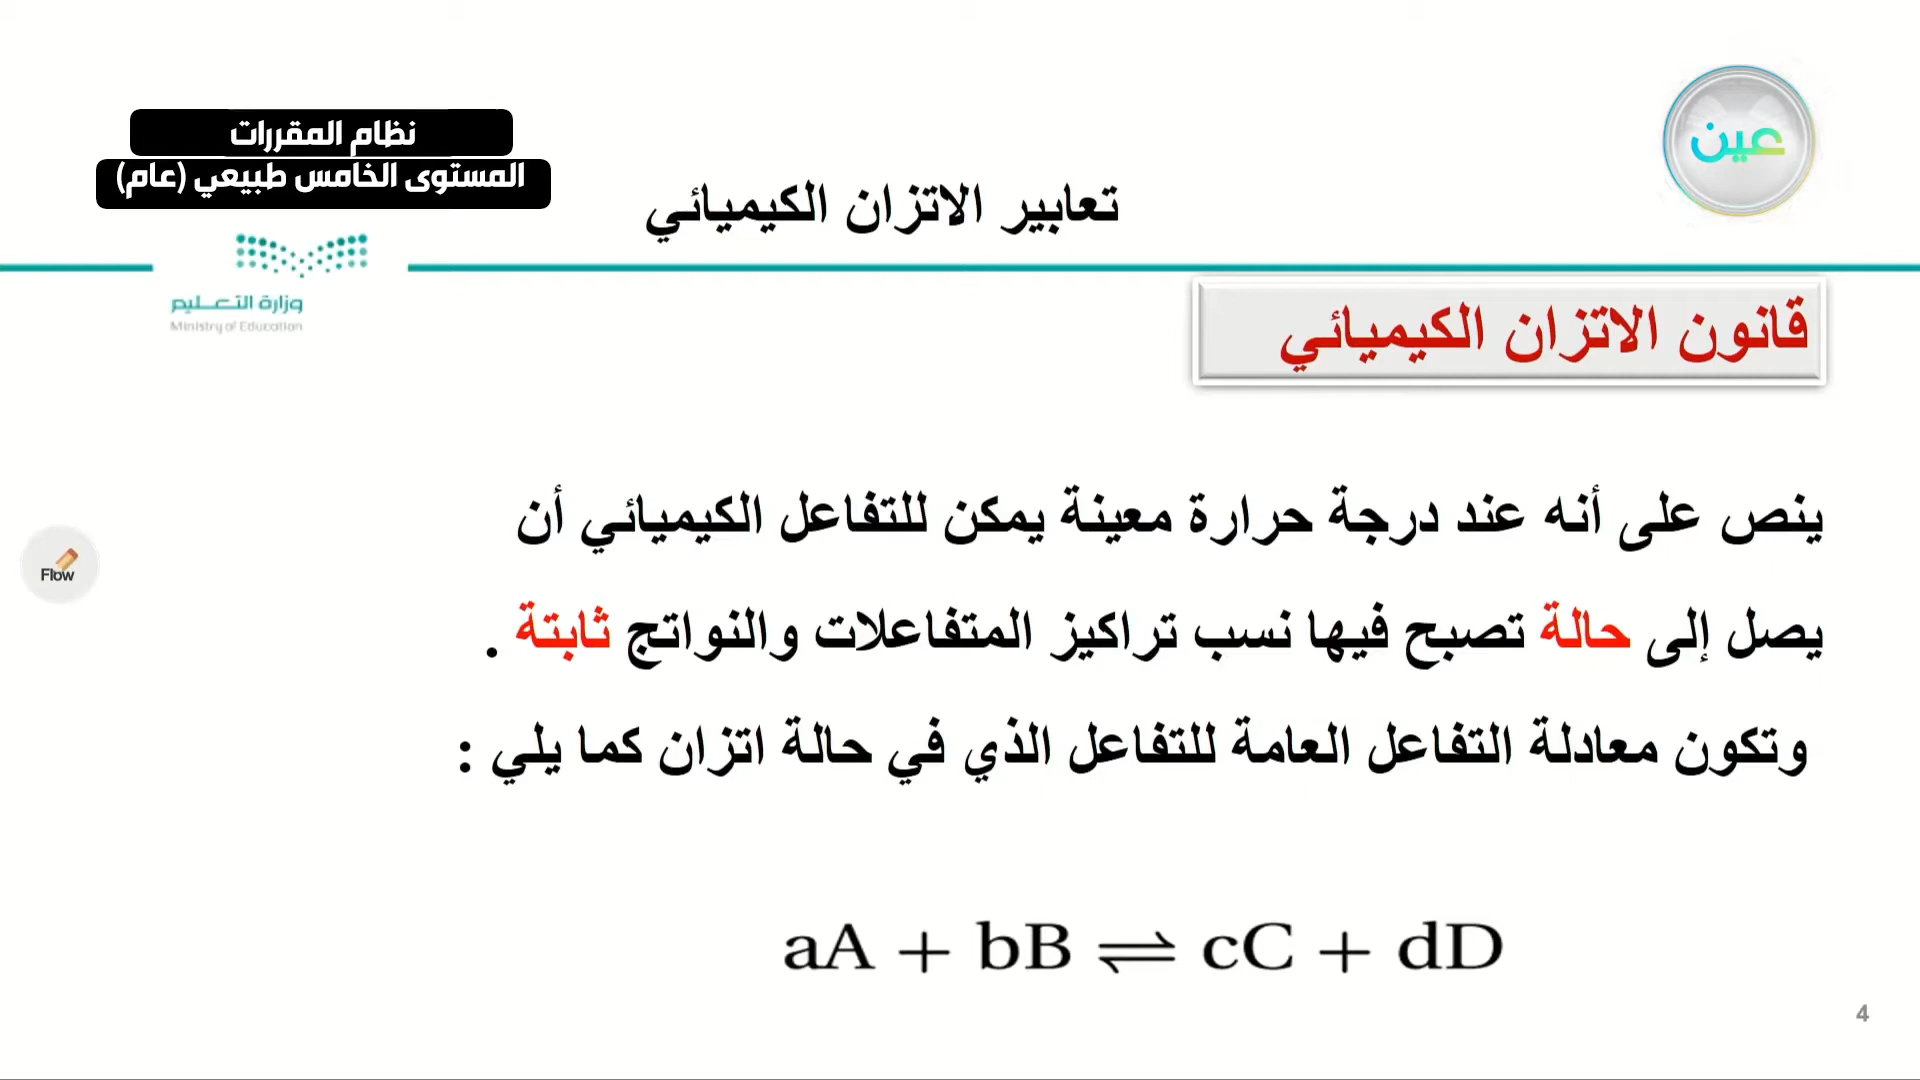 عين
نظام المقررات
المستوى الخامس طبيعي (عام)
تعابير الاتزان الكيميائي
وزارة التعـــليم
Ministry of Education
قانون الاتزان الكيميائي
ينص على أنه عند درجة حرارة معينة يمكن للتفاعل الكيميائي أن
يصل إلى حالة تصبح فيها نسب تراكيز المتفاعلات والنواتج ثابتة .
وتكون معادلة التفاعل العامة للتفاعل الذي في حالة اتزان كما يلي :
Flow
aA + bB ⇌ cC + dD
4